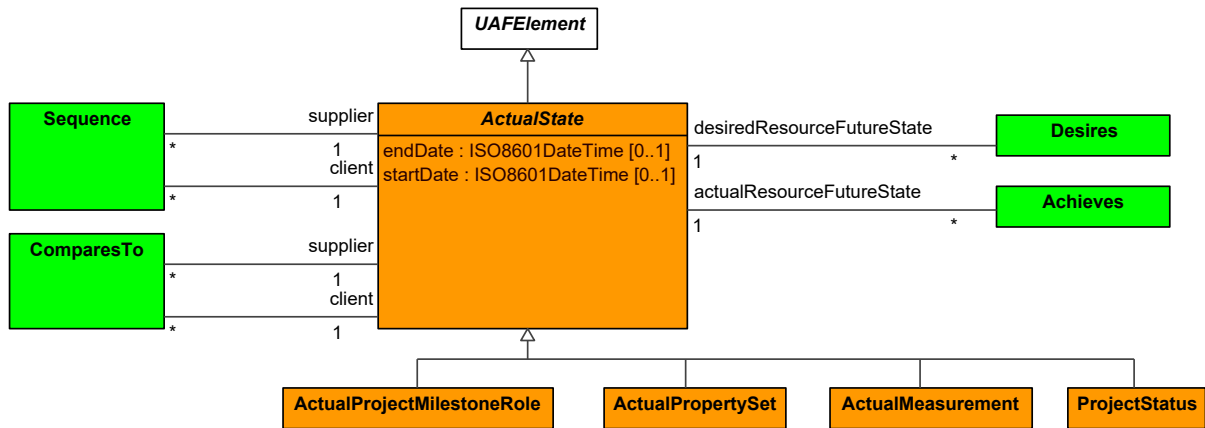 UAFElement
Sequence
supplier
*
1
client
*
1
ComparesTo
supplier
*
1
client
*
1
ActualState
endDate : ISO8601DateTime [0..1]
startDate : ISO8601DateTime [0..1]
desiredResourceFutureState
1
*
Desires
actualResourceFutureState
1
*
Achieves
ActualProjectMilestoneRole
ActualPropertySet
ActualMeasurement
ProjectStatus